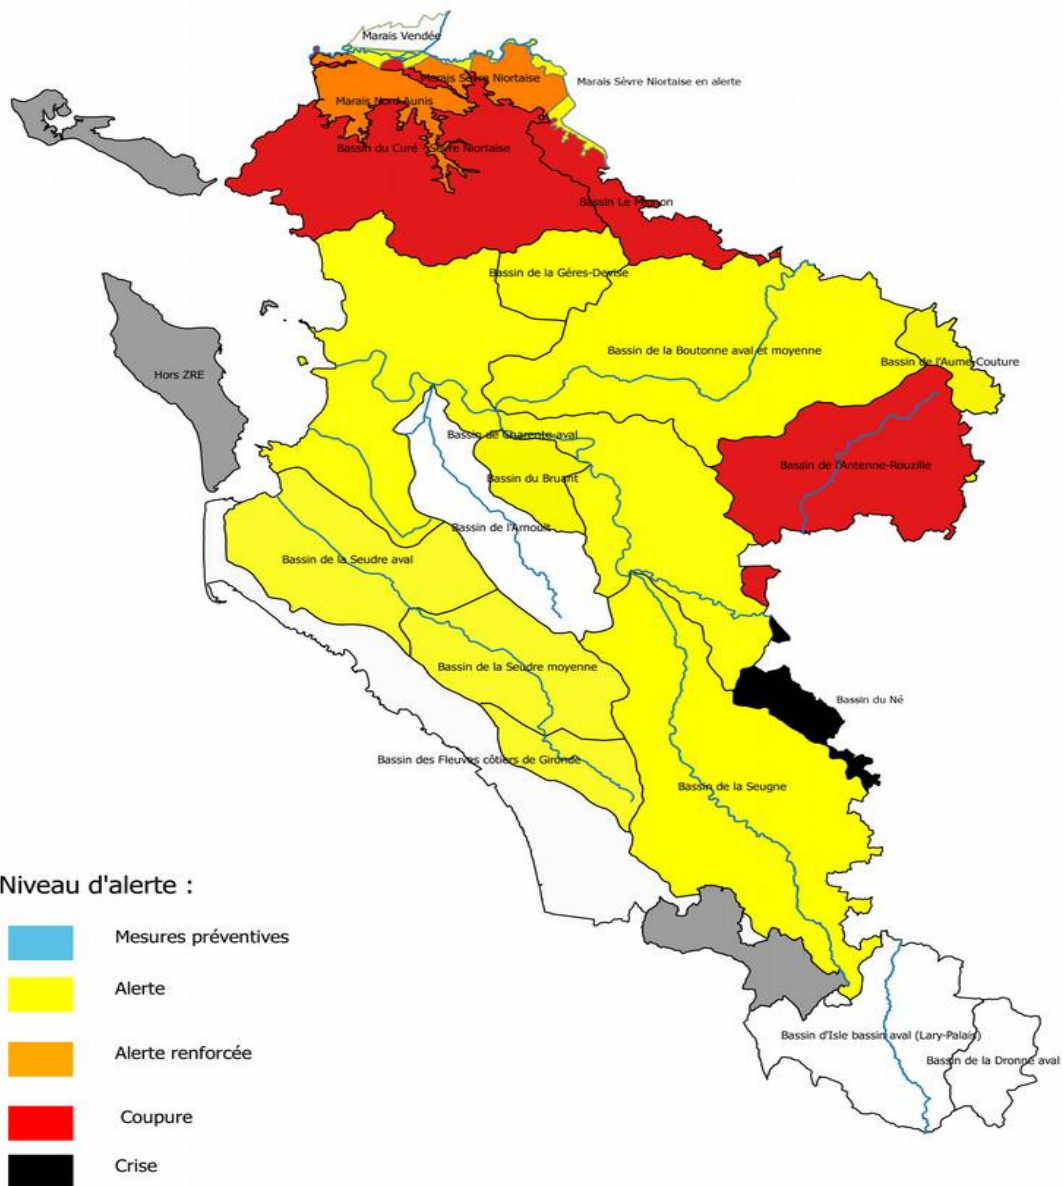 Marais Vendée
Marais Sèvre Niortaise
Marais Sèvre Niortaise en alerte
Marais Nord Aunis
Bassin du Curé - Sèvre Niortaise
Bassin Le Mignon
Bassin de la Gères-Devise
Bassin de la Boutonne aval et moyenne
Bassin de l'Aume-Couture
Hors ZRE
Bassin de Charente aval
Bassin de l'Antenne-Rouzille
Bassin du Bruant
Bassin de l'Arnoult
Bassin de la Seudre aval
Bassin de la Seudre moyenne
Bassin du Né
Bassin des Fleuves côtiers de Gironde
Bassin de la Seugne
Niveau d'alerte :
Mesures préventives
Alerte
Alerte renforcée
Coupure
Crise
Bassin d'Isle bassin aval (Lary-Palais)
Bassin de la Dronne aval